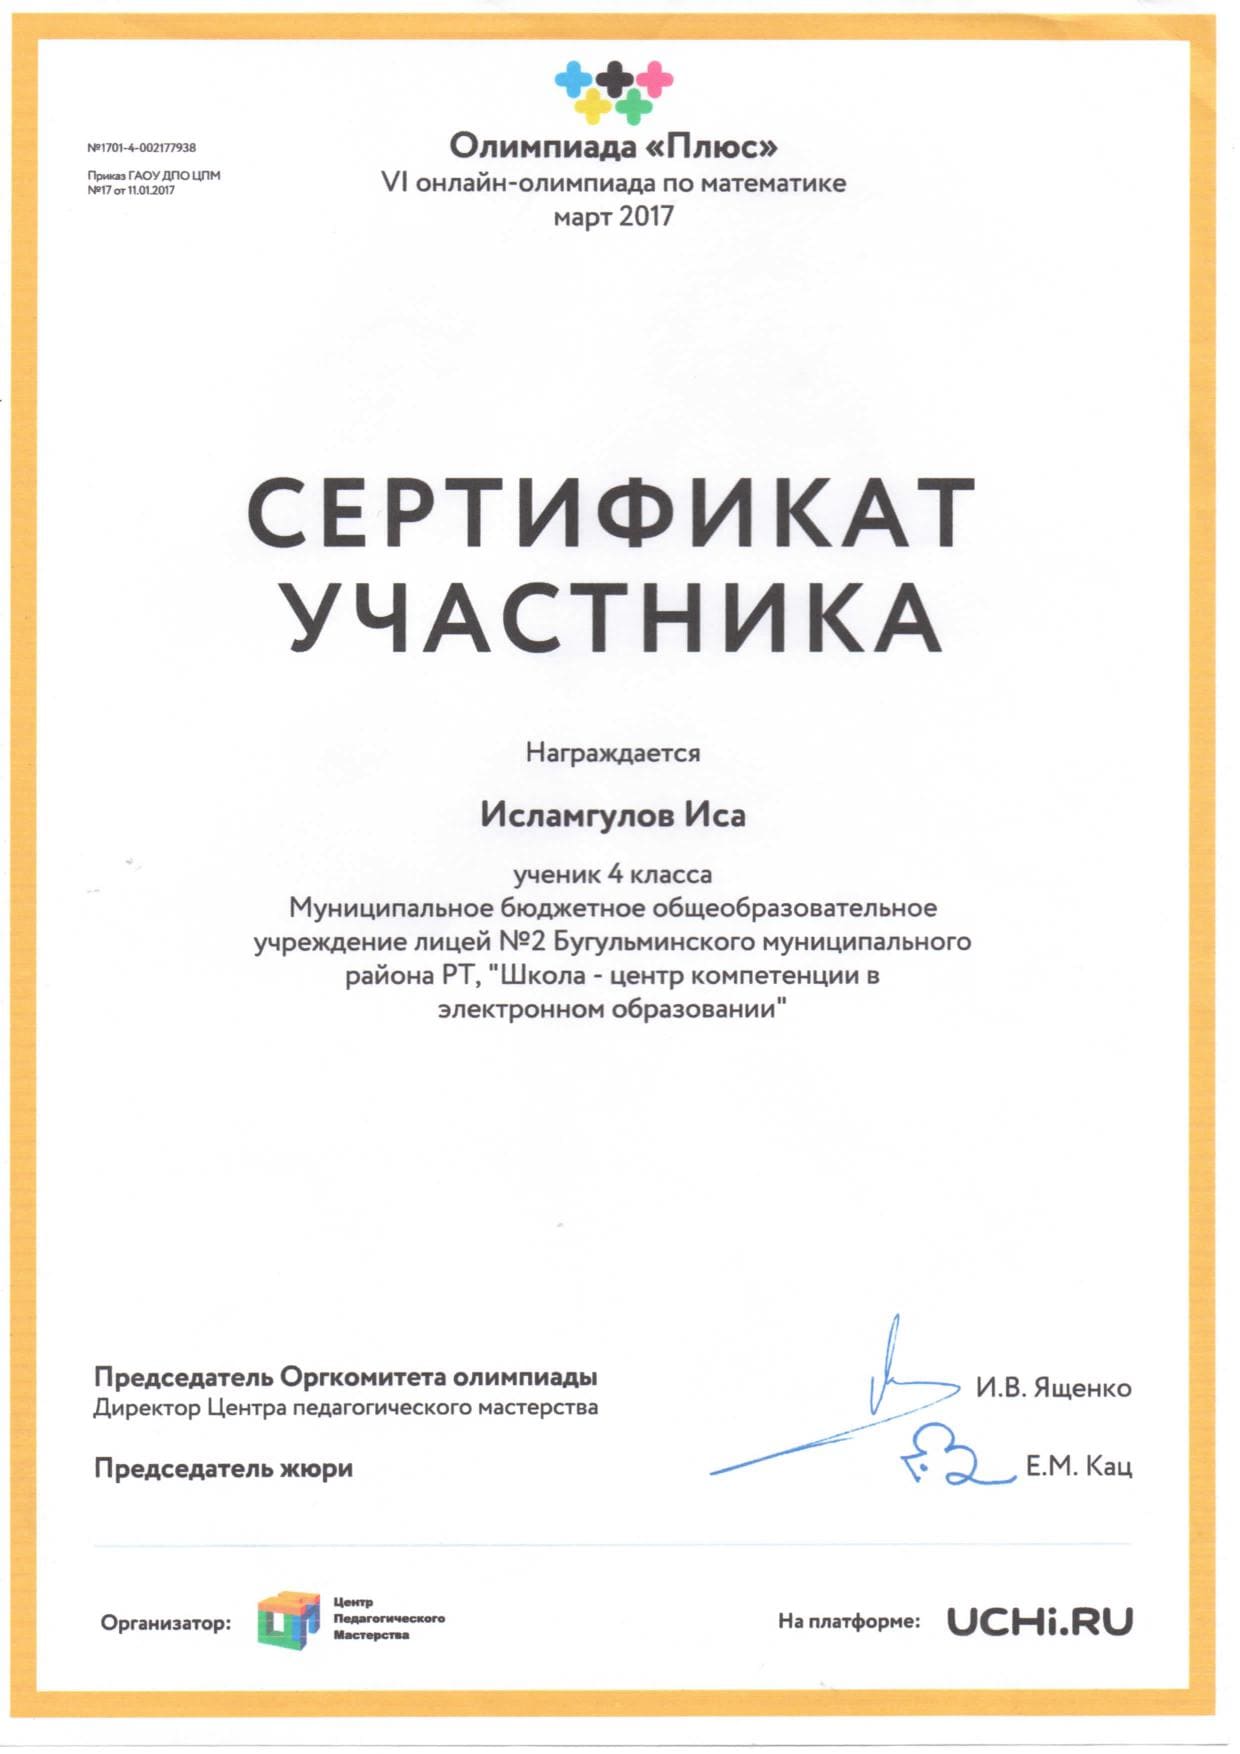 №1701-4-002177938
Приказ ГАОУ ДПО ЦПМ
№17 от 11.01.2017
Олимпиада «Плюс»
VI онлайн-олимпиада по математике
март 2017
СЕРТИФИКАТ
УЧАСТНИКА
Награждается
Исламгулов Иса
ученик 4 класса
Муниципальное бюджетное общеобразовательное
учреждение лицей №2 Бугульминского муниципального
района РТ, "Школа - центр компетенции в
электронном образовании"
Председатель Оргкомитета олимпиады
Директор Центра педагогического мастерства
И.В. Ященко
Председатель жюри
Е.М. Кац
Организатор:
Центр
Педагогического
Мастерства
На платформе:
UCHi.RU